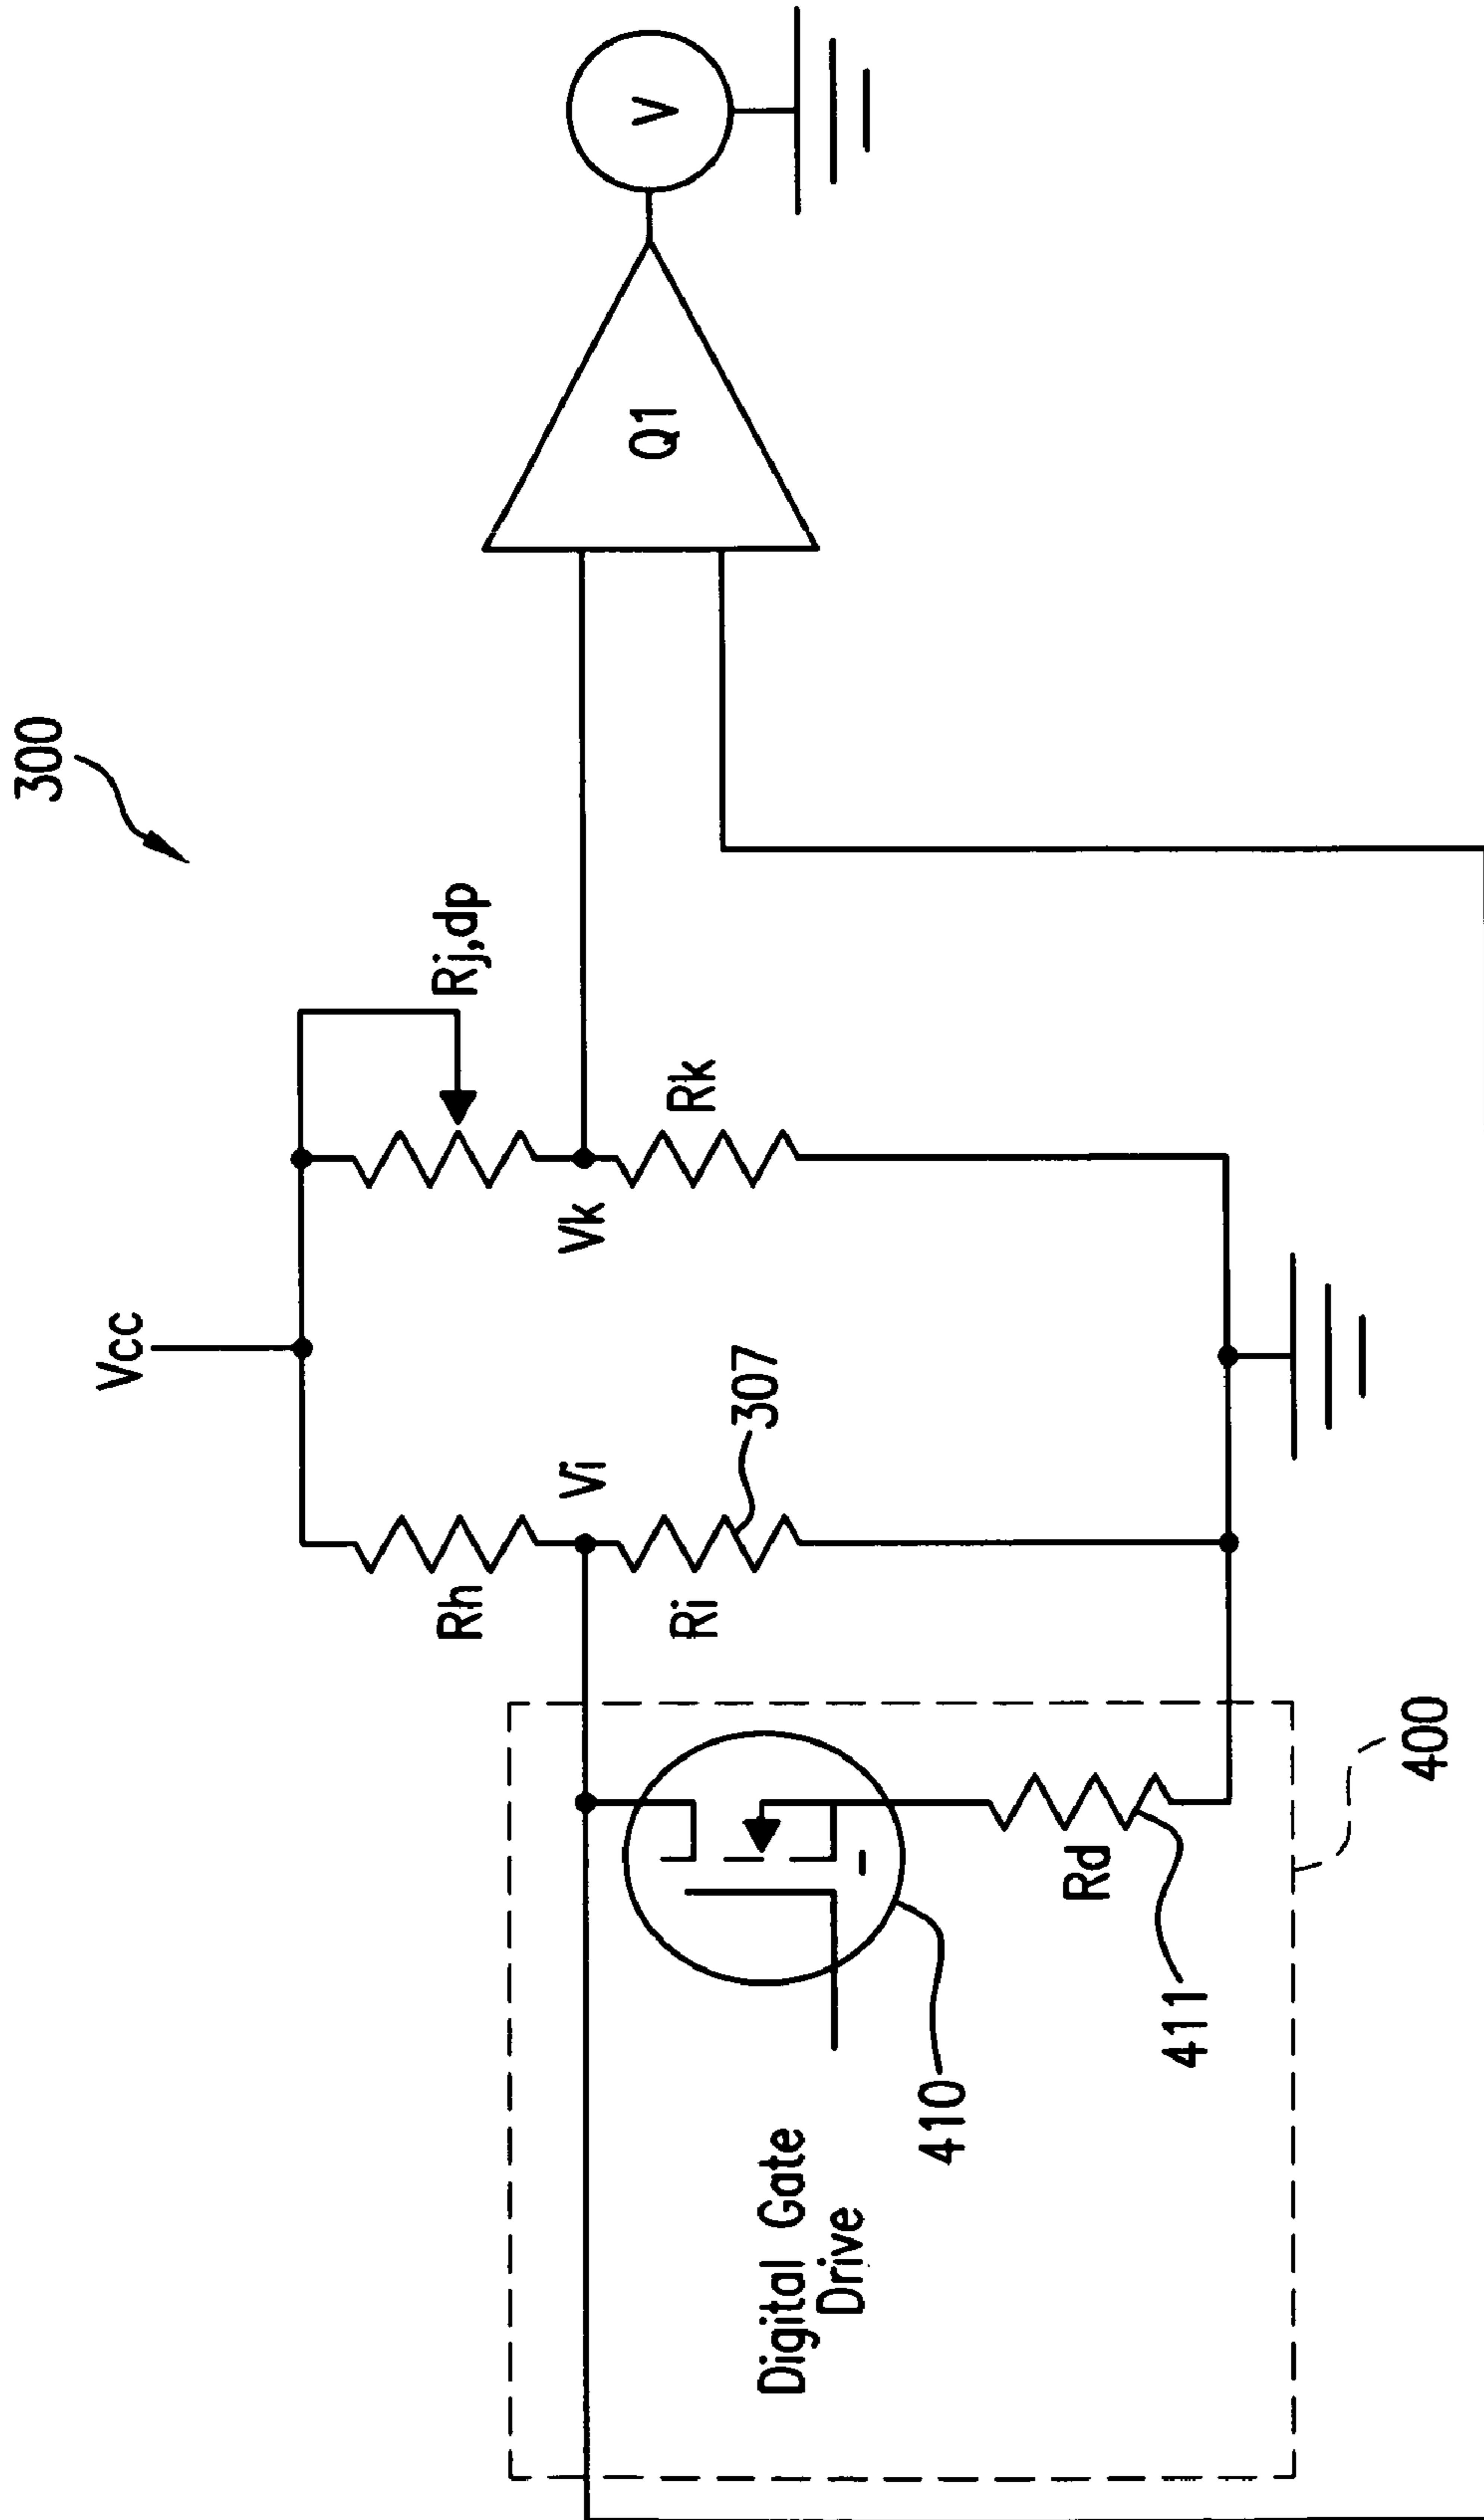 300
Vcc
Rj,dp
Rh
Vi
Vk
Q1
V
Ri
307
Rk
Digital Gate
Drive
410
Rd
411
400